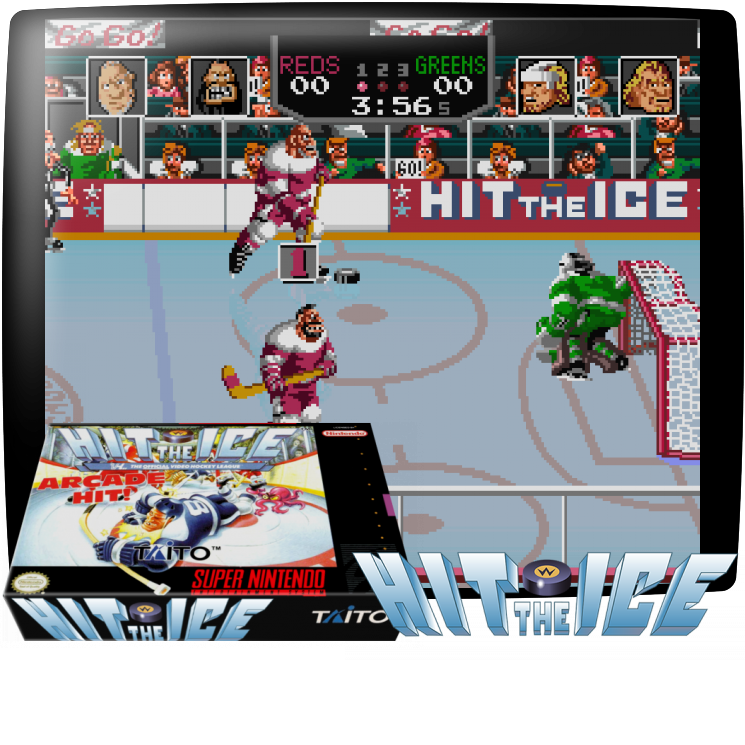 Go Go!
Go Go!
REDS 1 2 3 GREENS
00 00
3:56 S
GO!
E
HIT THE ICE
1
Nintendo
HIT THE ICE
THE OFFICIAL VIDEO HOCKEY LEAGUE
ARCADE
HIT!
TAITO™
SUPER NINTENDO
HIT THE ICE
TAITO
HIT THE ICE